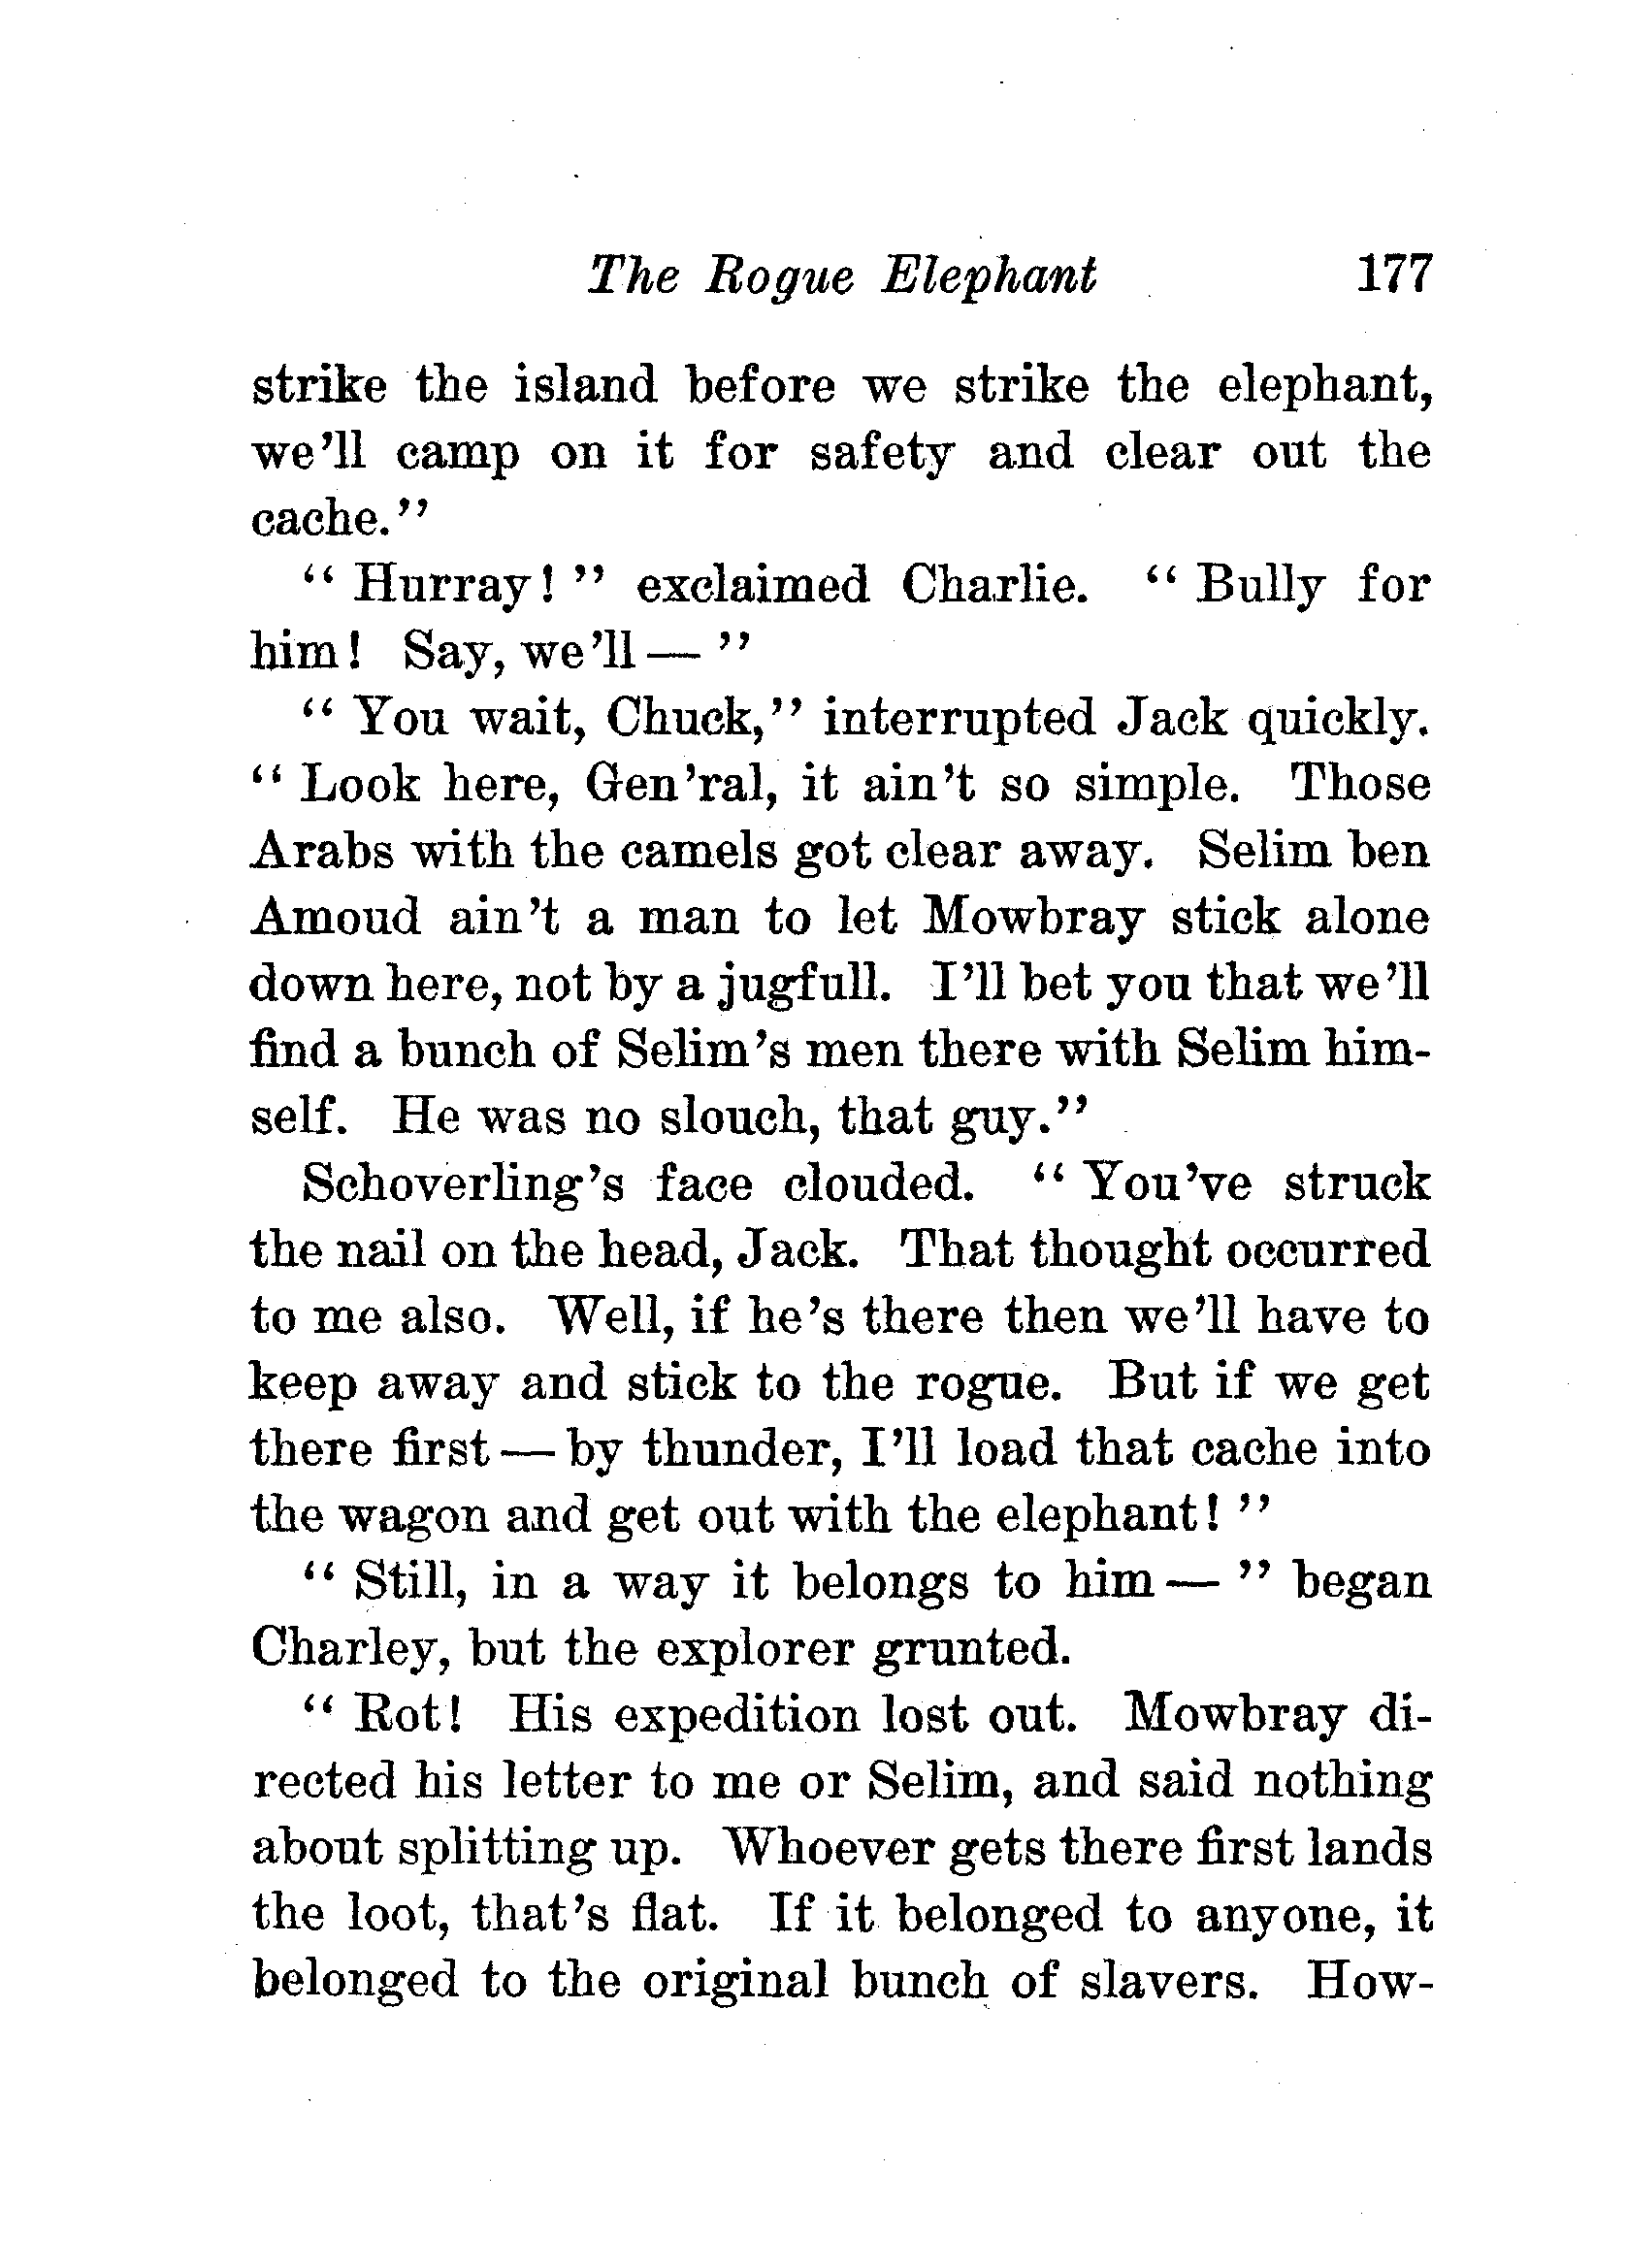 The Rogue Elephant 177
strike the island before we strike the elephant,
we'll camp on it for safety and clear out the
cache."
"Hurray!" exclaimed Charlie. "Bully for
him! Say, we'll—"
"You wait, Chuck," interrupted Jack quickly.
"Look here, Gen'ral, it ain't so simple. Those
Arabs with the camels got clear away. Selim ben
Amoud ain't a man to let Mowbray stick alone
down here, not by a jugfull. I'll bet you that we'll
find a bunch of Selim's men there with Selim him-
self. He was no slouch, that guy."
Schoverling's face clouded. "You've struck
the nail on the head, Jack. That thought occurred
to me also. Well, if he's there then we'll have to
keep away and stick to the rogue. But if we get
there first—by thunder, I'll load that cache into
the wagon and get out with the elephant!"
"Still, in a way it belongs to him—" began
Charley, but the explorer grunted.
"Rot! His expedition lost out. Mowbray di-
rected his letter to me or Selim, and said nothing
about splitting up. Whoever gets there first lands
the loot, that's flat. If it belonged to anyone, it
belonged to the original bunch of slavers. How-